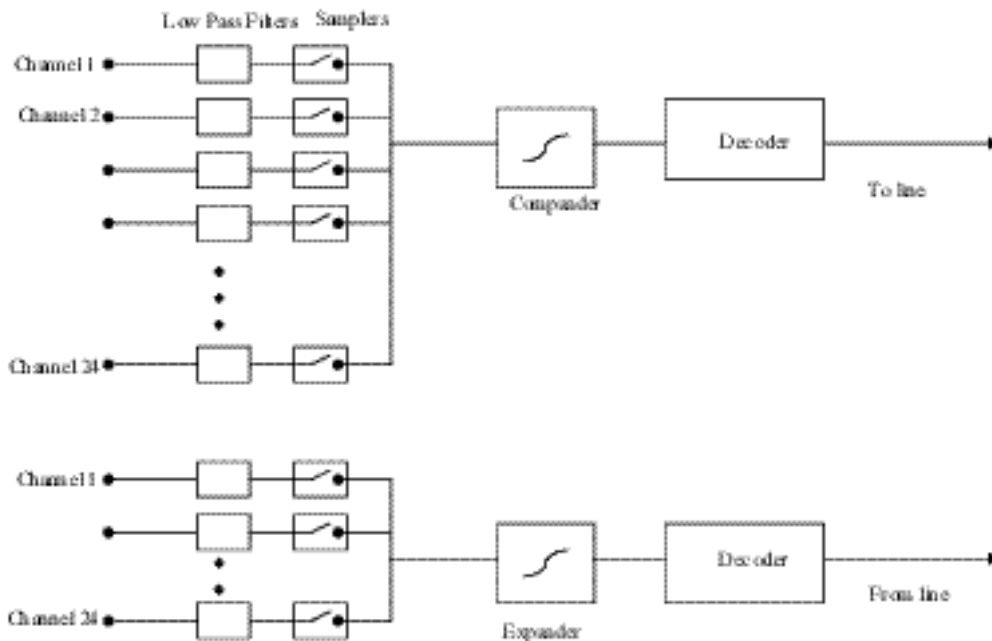 Low Pass Filters Samplers
Channel 1
Channel 2
Decoder
To line
Compander
Channel 24
Channel 1
Decoder
From line
Channel 24
Expander